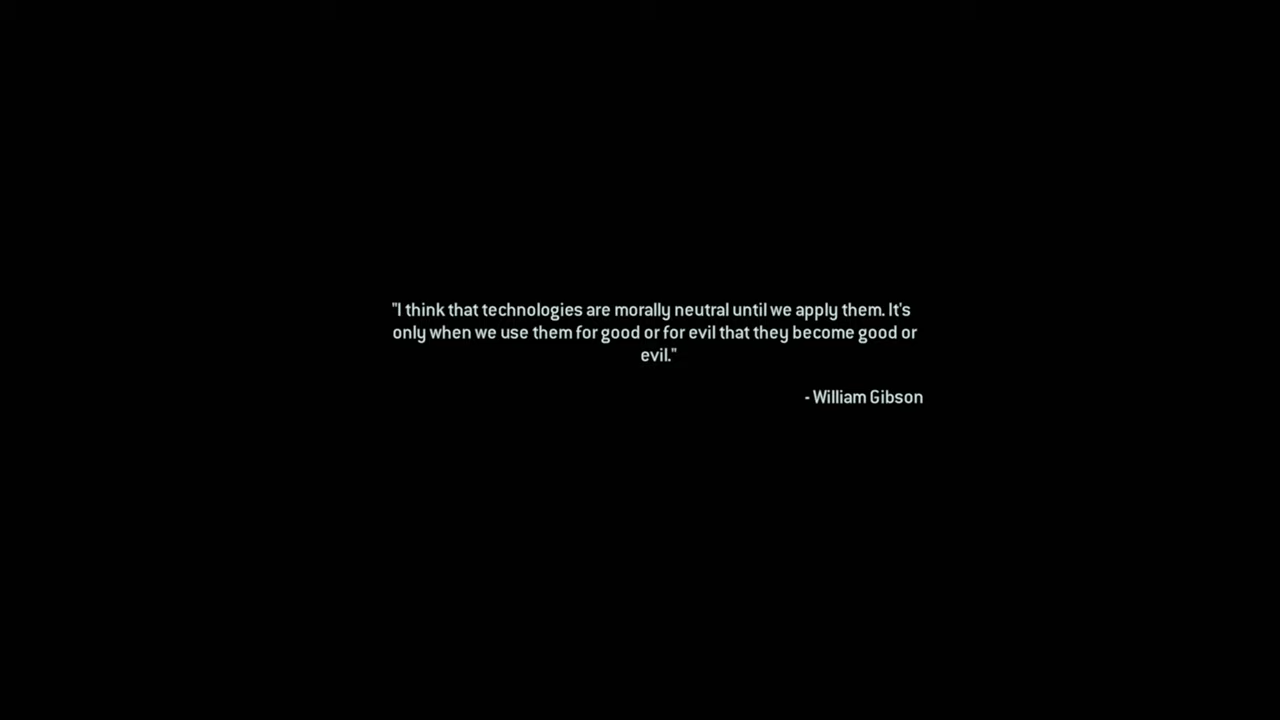 "I think that technologies are morally neutral until we apply them. It's
only when we use them for good or for evil that they become good or
evil."
- William Gibson